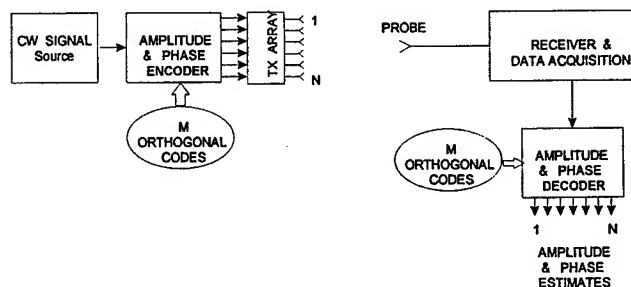 CW SIGNAL
Source
AMPLITUDE
& PHASE
ENCODER
TX ARRAY
1
N
M
ORTHOGONAL
CODES
PROBE
RECEIVER &
DATA ACQUISITION
M
ORTHOGONAL
CODES
AMPLITUDE
& PHASE
DECODER
1
N
AMPLITUDE
& PHASE
ESTIMATES